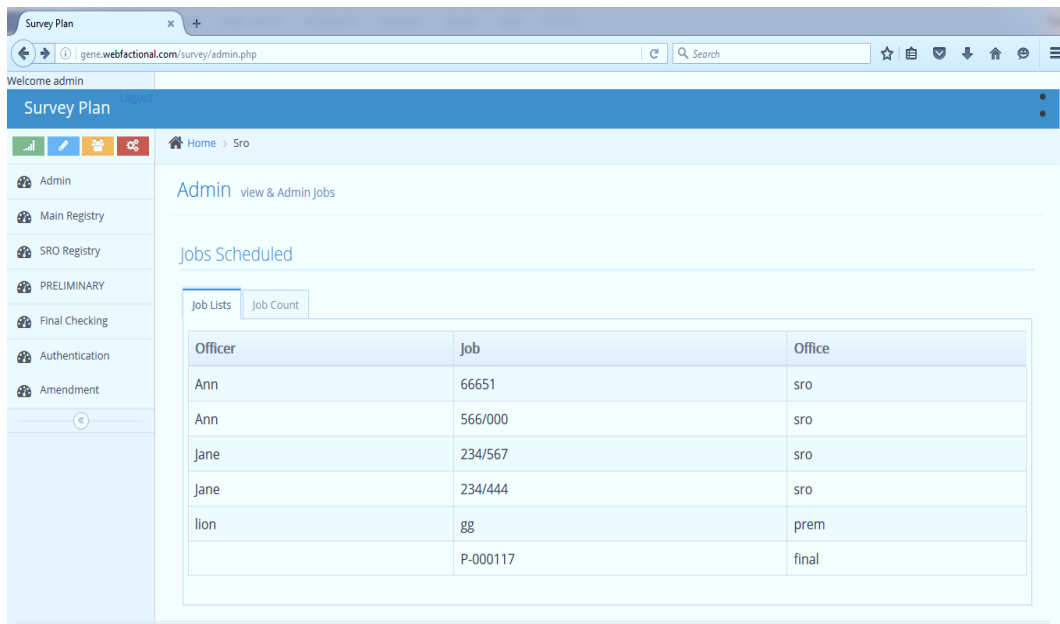 Survey Plan
gene.webfactional.com/survey/admin.php
Search
Welcome admin
Logout
Survey Plan
Home > Sro
Admin
Main Registry
SRO Registry
PRELIMINARY
Final Checking
Authentication
Amendment
Admin view & Admin Jobs
Jobs Scheduled
Job Lists Job Count
Officer Job Office
Ann 66651 sro
Ann 566/000 sro
Jane 234/567 sro
Jane 234/444 sro
lion gg prem
P-000117 final